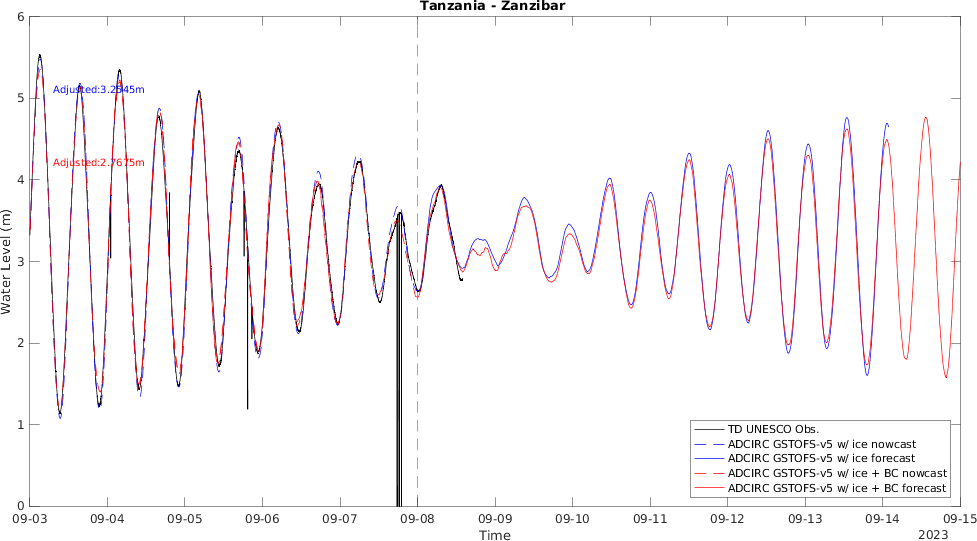 Tanzania - Zanzibar
6
5
4
3
2
1
0
Water Level (m)
Adjusted:3.2545m
Adjusted:2.7675m
TD UNESCO Obs.
ADCIRC GSTOFS-v5 w/ ice nowcast
ADCIRC GSTOFS-v5 w/ ice forecast
ADCIRC GSTOFS-v5 w/ ice + BC nowcast
ADCIRC GSTOFS-v5 w/ ice + BC forecast
09-03 09-04 09-05 09-06 09-07 09-08 09-09 09-10 09-11 09-12 09-13 09-14 09-15
Time
2023